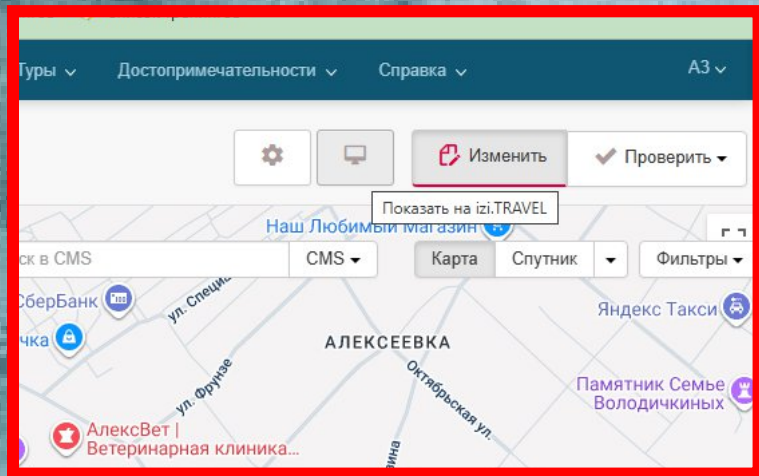 Туры
Достопримечательности
Справка
АЗ
Изменить
Проверить
Показать на izi.TRAVEL
Наш Любимый Магазин
ск в CMS
CMS
Карта
Спутник
Фильтры
СберБанк
ул. Специ
Яндекс Такси
чка
АЛЕКСЕЕВКА
ул. Фрунзе
Октябрьская ул.
Памятник Семье
Володичкиных
АлексВет |
Ветеринарная клиника...